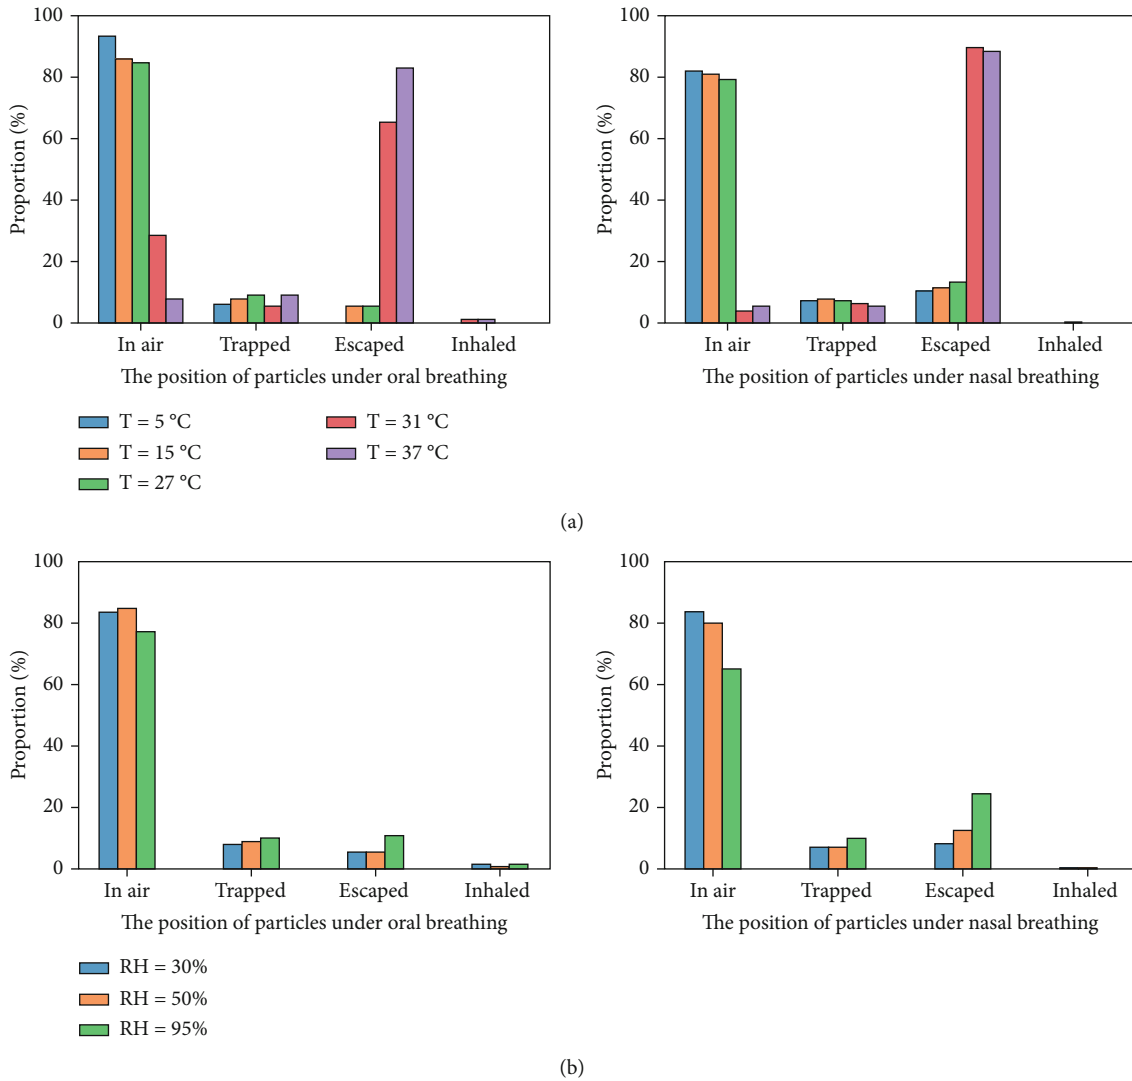 100
80
60
40
20
0
Proportion (%)
In air Trapped Escaped Inhaled
The position of particles under oral breathing
100
80
60
40
20
0
Proportion (%)
In air Trapped Escaped Inhaled
The position of particles under nasal breathing
T = 5 °C
T = 15 °C
T = 27 °C
T = 31 °C
T = 37 °C
(a)
100
80
60
40
20
0
Proportion (%)
In air Trapped Escaped Inhaled
The position of particles under oral breathing
100
80
60
40
20
0
Proportion (%)
In air Trapped Escaped Inhaled
The position of particles under nasal breathing
RH = 30%
RH = 50%
RH = 95%
(b)